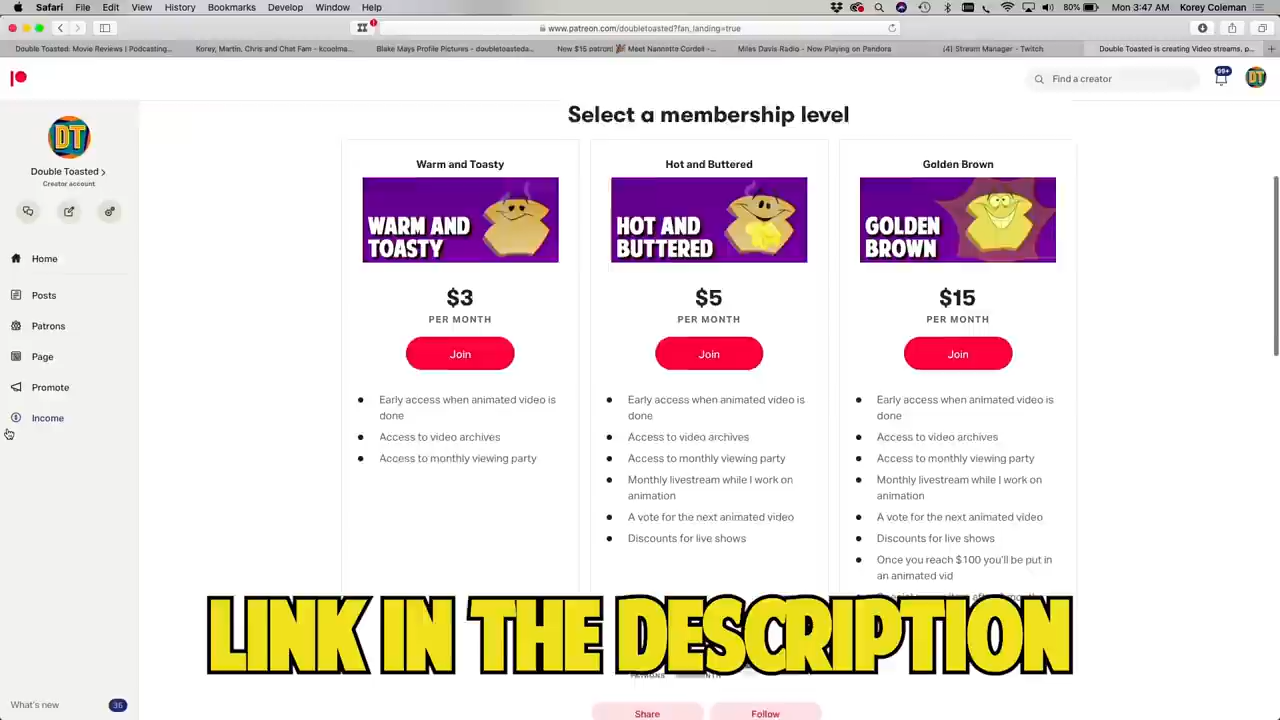 Safari File Edit View History Bookmarks Develop Window Help
80% Mon 3:47 AM Korey Coleman
www.patreon.com/doubletoasted?fan_landing=true
Double Toasted: Movie Reviews | Podcasting...
Korey, Martin, Chris and Chat Fam - kcoolma...
Blake Mays Profile Pictures - doubletoasteda...
New $15 patron! 🎉 Meet Nannette Cordell -...
Miles Davis Radio - Now Playing on Pandora
(4) Stream Manager - Twitch
Double Toasted is creating Video streams, p...
Find a creator
99+
DT
DT
Double Toasted >
Creator account
Home
Posts
Patrons
Page
Promote
Income
What's new
36
Select a membership level
Warm and Toasty
WARM AND
TOASTY
$3
PER MONTH
Join
Early access when animated video is
done
Access to video archives
Access to monthly viewing party
Hot and Buttered
HOT AND
BUTTERED
$5
PER MONTH
Join
Early access when animated video is
done
Access to video archives
Access to monthly viewing party
Monthly livestream while I work on
animation
A vote for the next animated video
Discounts for live shows
Golden Brown
GOLDEN
BROWN
$15
PER MONTH
Join
Early access when animated video is
done
Access to video archives
Access to monthly viewing party
Monthly livestream while I work on
animation
A vote for the next animated video
Discounts for live shows
Once you reach $100 you'll be put in
an animated vid
LINK IN THE DESCRIPTION
Share
Follow